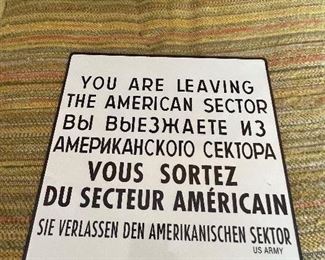 YOU ARE LEAVING
THE AMERICAN SECTOR
ВЫ ВЫЕЗЖАЕТЕ ИЗ
АМЕРИКАНСКОГО СЕКТОРА
VOUS SORTEZ
DU SECTEUR AMÉRICAIN
SIE VERLASSEN DEN AMERIKANISCHEN SEKTOR
US ARMY